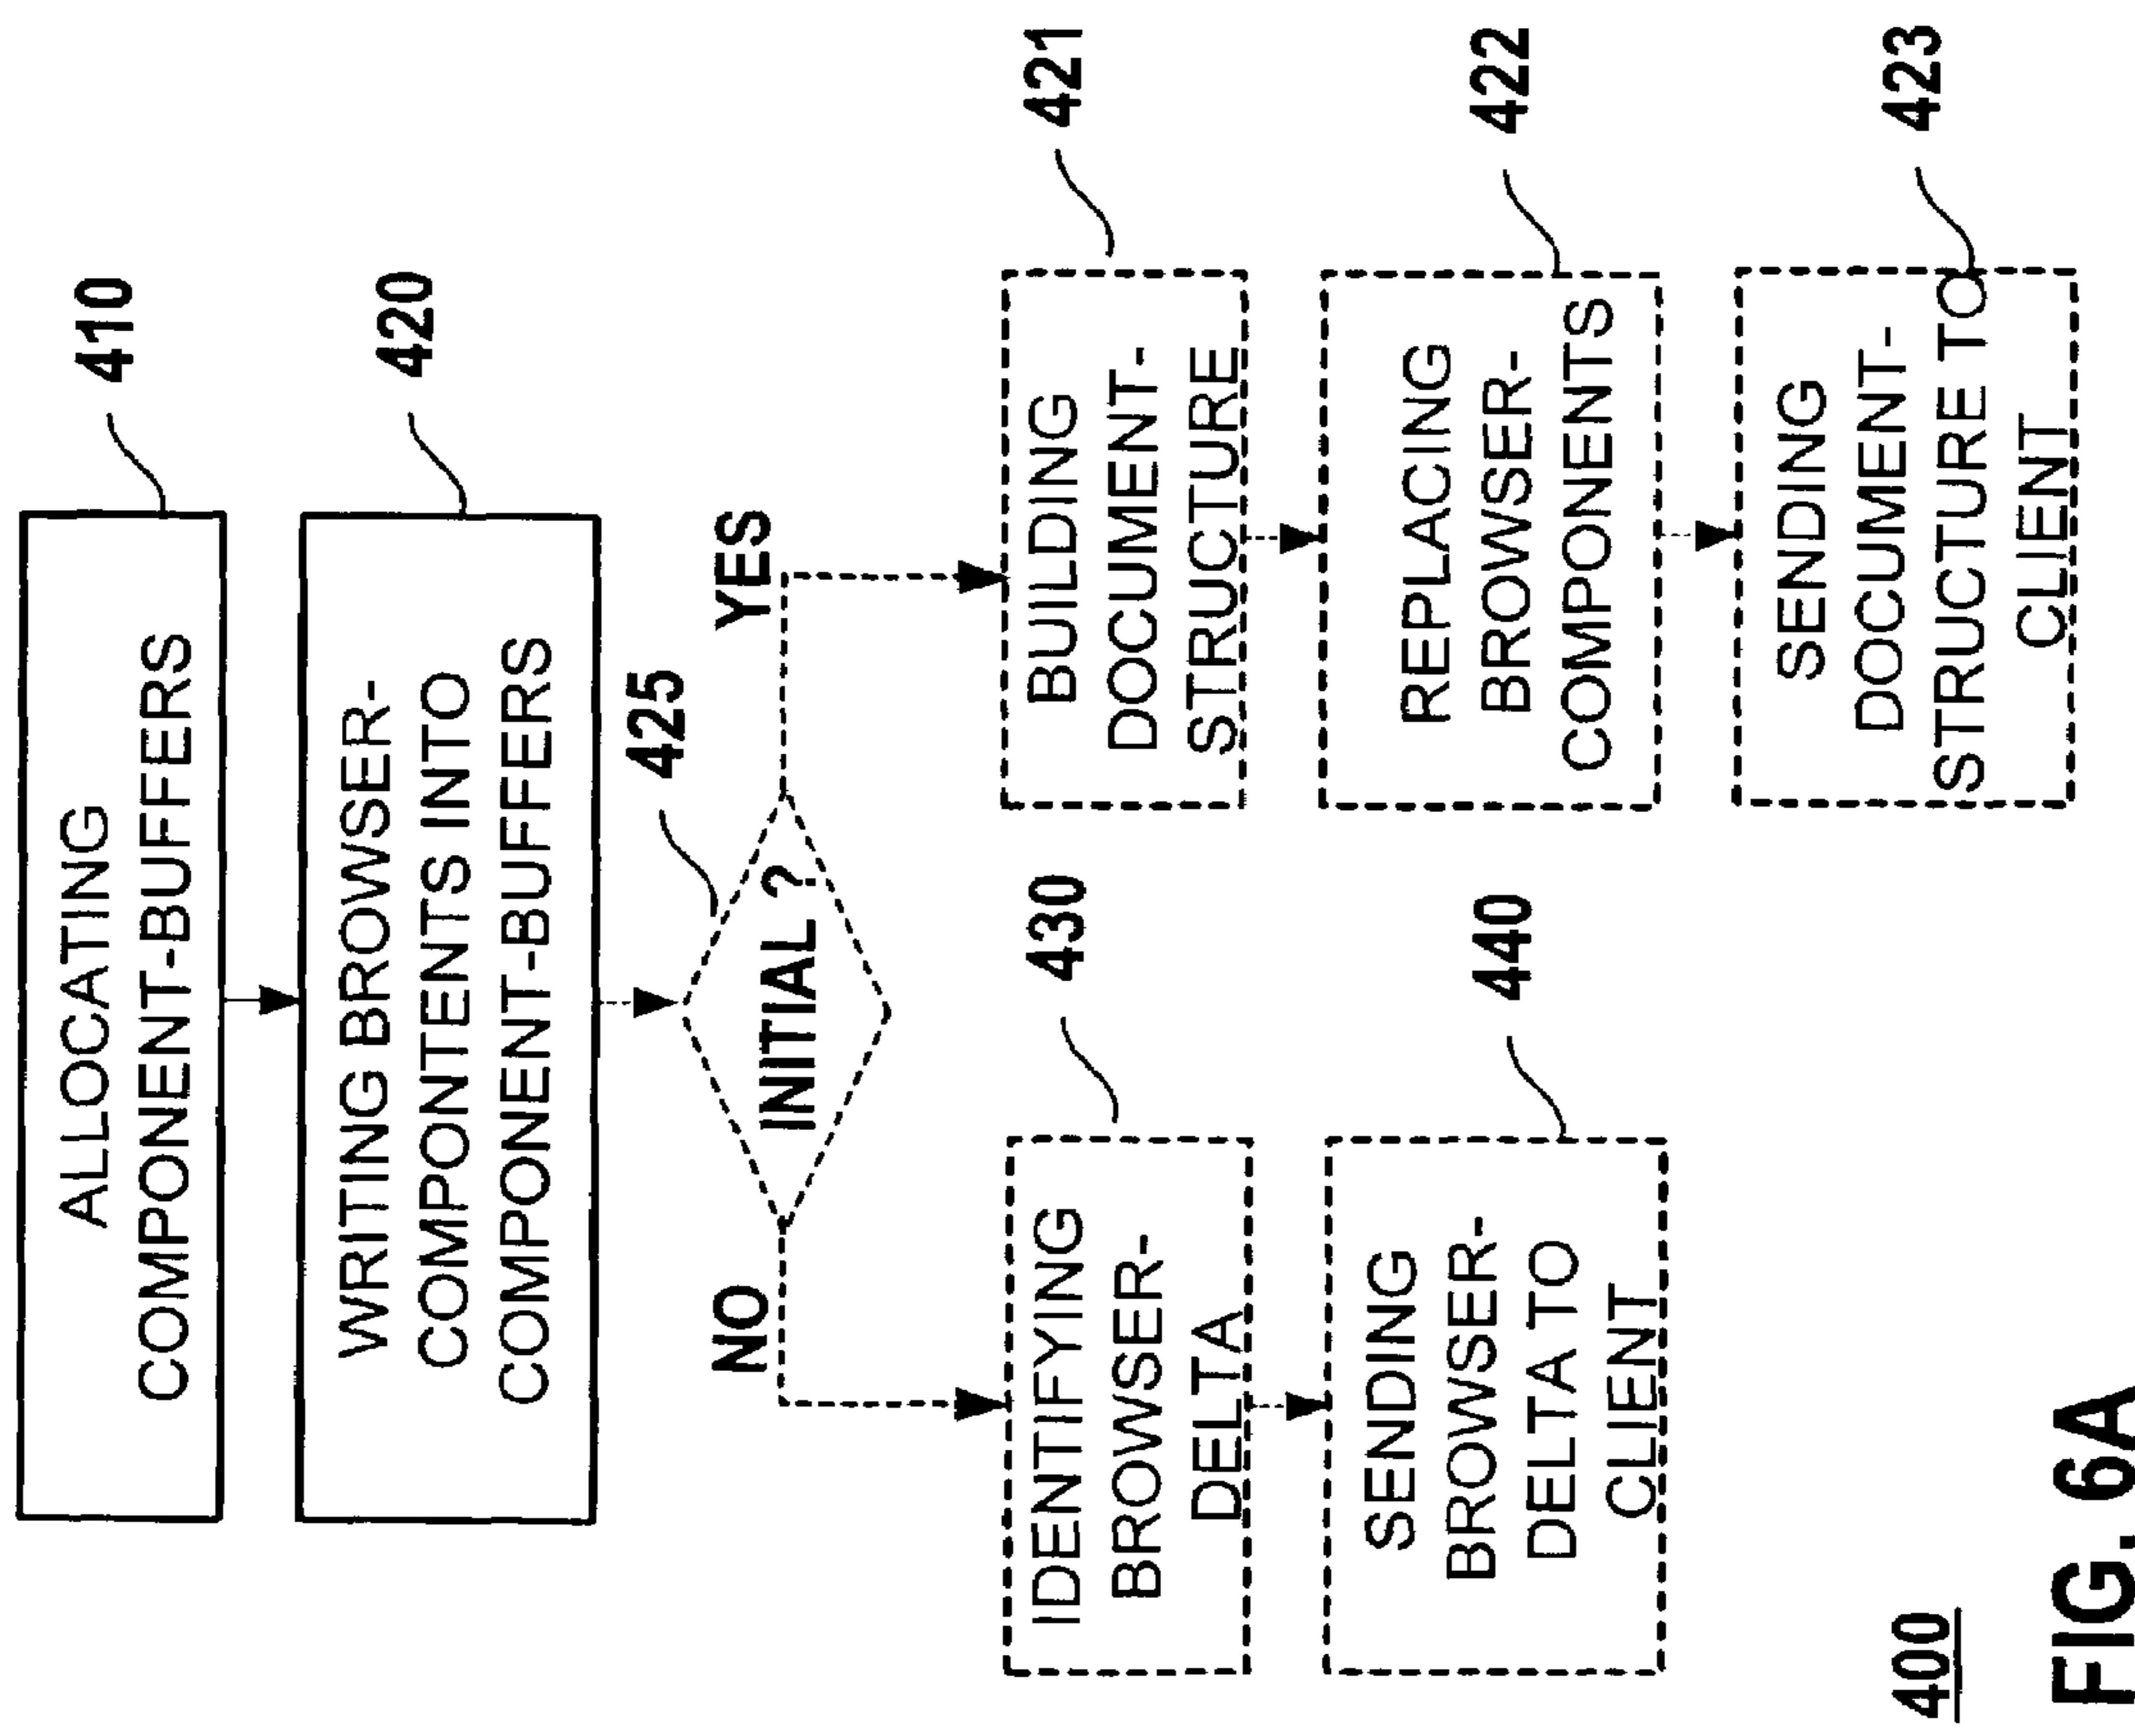 ALLOCATING
COMPONENT-BUFFERS
410
WRITING BROWSER-
COMPONTENTS INTO
COMPONENT-BUFFERS
420
425
INITIAL ?
NO
YES
IDENTIFYING
BROWSER-
DELTA
430
BUILDING
DOCUMENT-
STRUCTURE
421
SENDING
BROWSER-
DELTA TO
CLIENT
440
REPLACING
BROWSER-
COMPONENTS
422
SENDING
DOCUMENT-
STRUCTURE TO
CLIENT
423
400
FIG. 6A